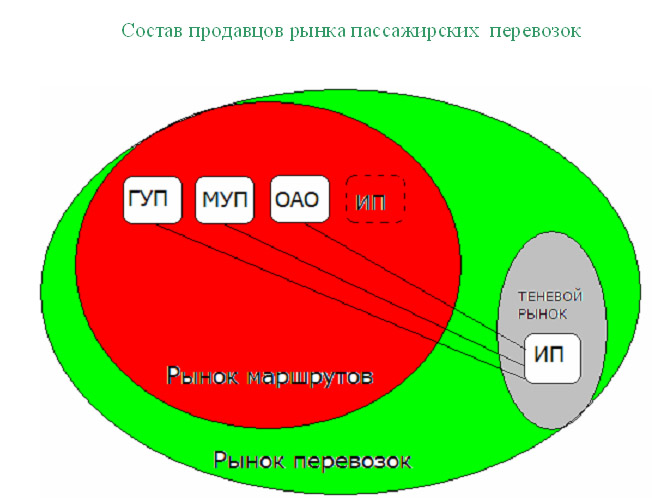 Состав продавцов рынка пассажирских перевозок
ГУП
МУП
ОАО
ИП
ТЕНЕВОЙ
РЫНОК
ИП
Рынок маршрутов
Рынок перевозок